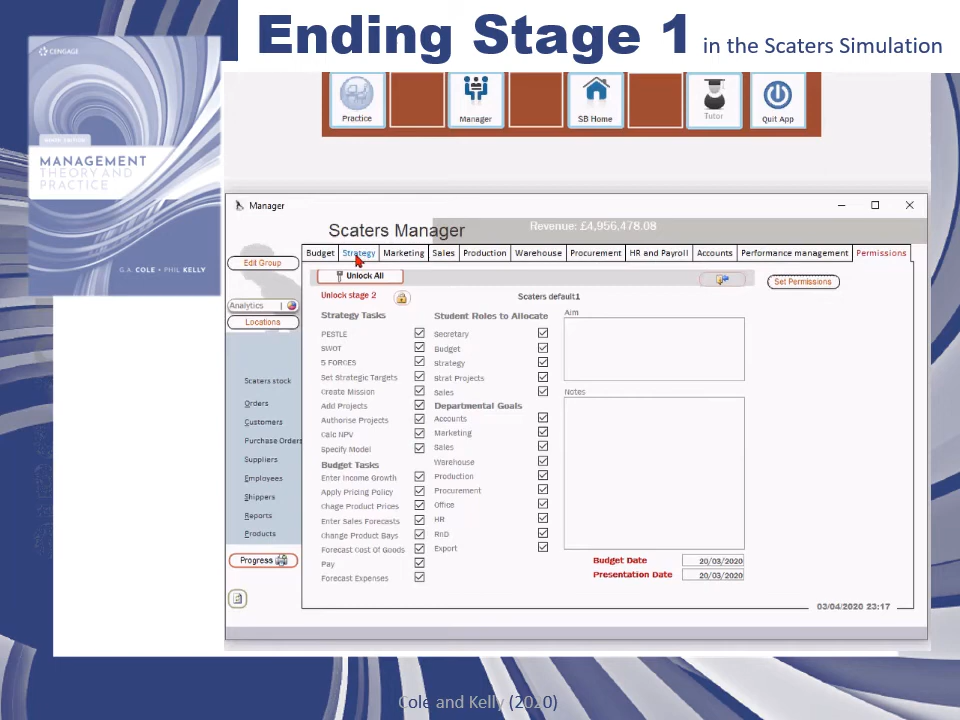 Ending Stage 1 in the Scaters Simulation
CENGAGE
MANAGEMENT
THEORY AND
PRACTICE
G.A. COLE • PHIL KELLY
Practice
Manager
SB Home
Tutor
Quit App
Manager
Scaters Manager
Revenue: £4,956,478.08
Budget Strategy Marketing Sales Production Warehouse Procurement HR and Payroll Accounts Performance management Permissions
Edit Group
Analytics
Locations
Scaters stock
Orders
Customers
Purchase Orders
Suppliers
Employees
Shippers
Reports
Products
Progress
Unlock All
Set Permissions
Unlock stage 2
Scaters default1
Strategy Tasks
PESTLE
SWOT
5 FORCES
Set Strategic Targets
Create Mission
Add Projects
Authorise Projects
Calc NPV
Specify Model
Budget Tasks
Enter Income Growth
Apply Pricing Policy
Chage Product Prices
Enter Sales Forecasts
Change Product Bays
Forecast Cost Of Goods
Pay
Forecast Expenses
Student Roles to Allocate
Secretary
Budget
Strategy
Strat Projects
Sales
Departmental Goals
Accounts
Marketing
Sales
Warehouse
Production
Procurement
Office
HR
RnD
Export
Aim
Notes
Budget Date 20/03/2020
Presentation Date 20/03/2020
03/04/2020 23:17
Cole and Kelly (2020)